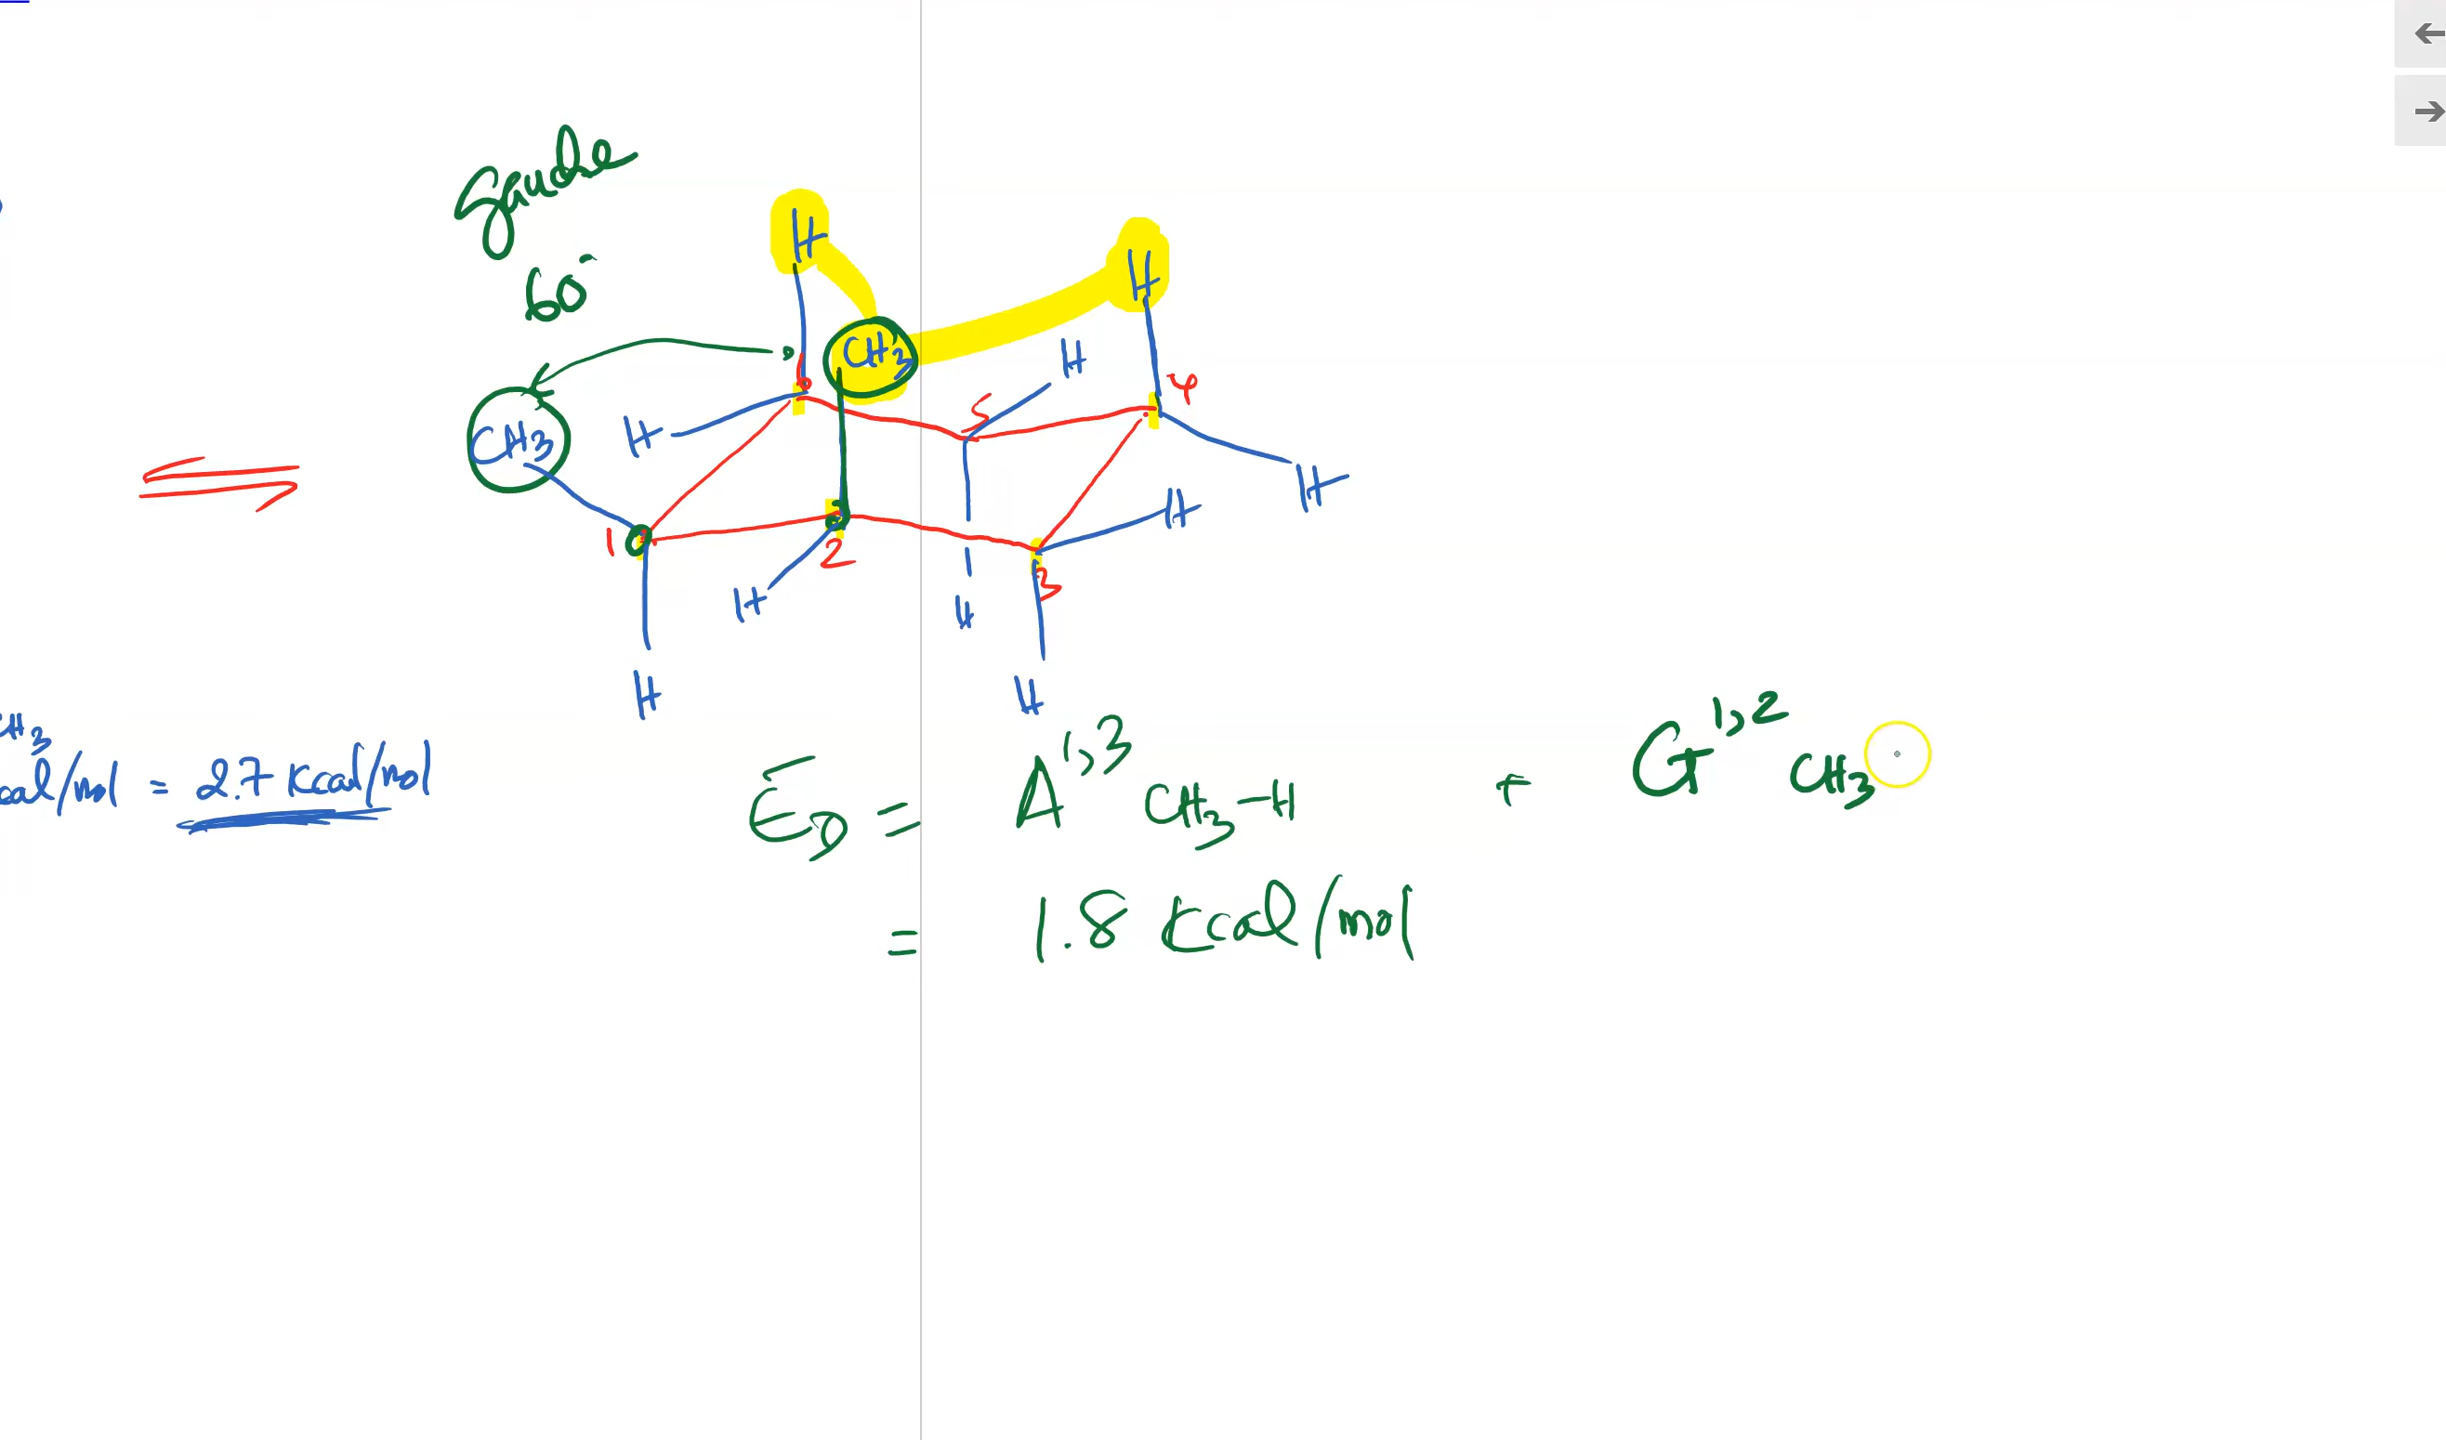 Gauche
60°
H
H
CH3
H
6
4
5
CH3
H
H
H
1
2
3
H
H
H
H
CH3
cal/mol = 2.7 Kcal/mol
ED = A1,3 CH3-H + G1,2 CH3
= 1.8 Kcal/mol